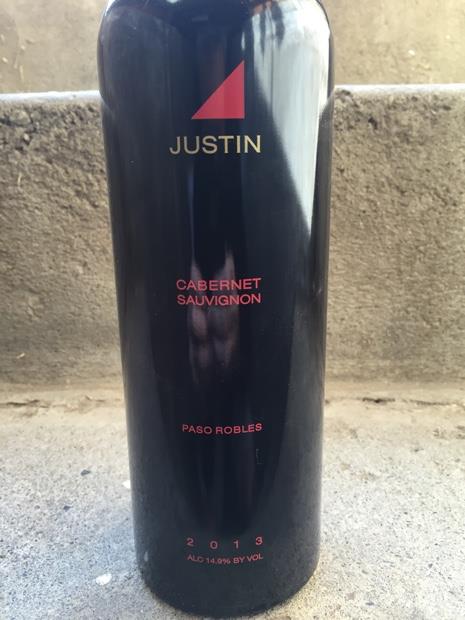 JUSTIN
CABERNET
SAUVIGNON
PASO ROBLES
2013
ALC 14.9% BY VOL